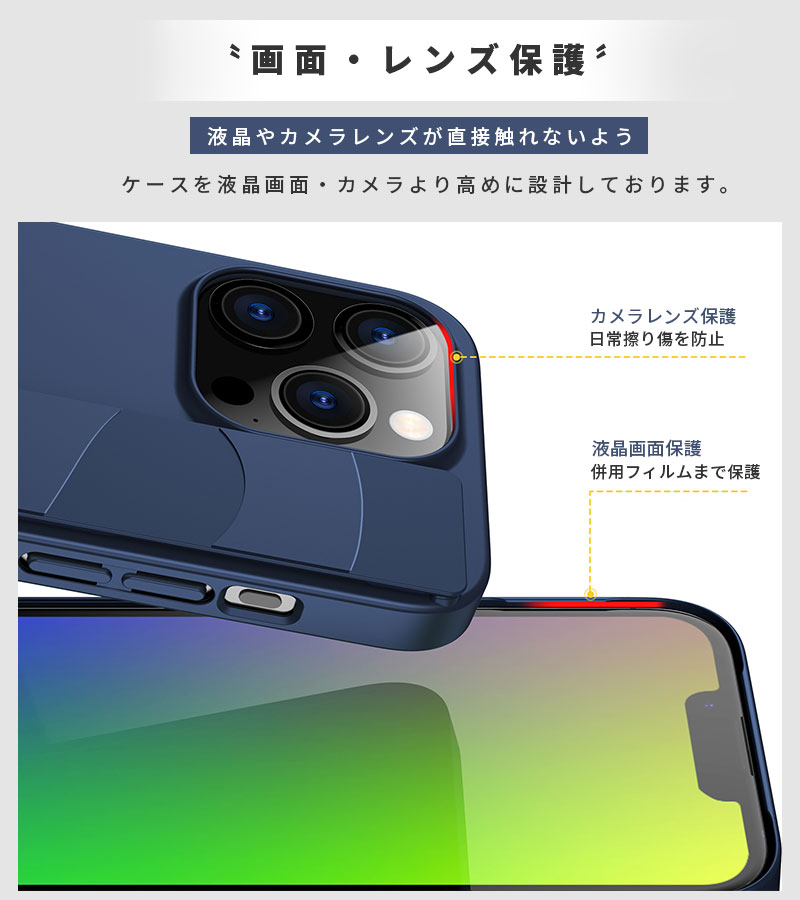 〝画面・レンズ保護〞
液晶やカメラレンズが直接触れないよう
ケースを液晶画面・カメラより高めに設計しております。
カメラレンズ保護
日常擦り傷を防止
液晶画面保護
併用フィルムまで保護